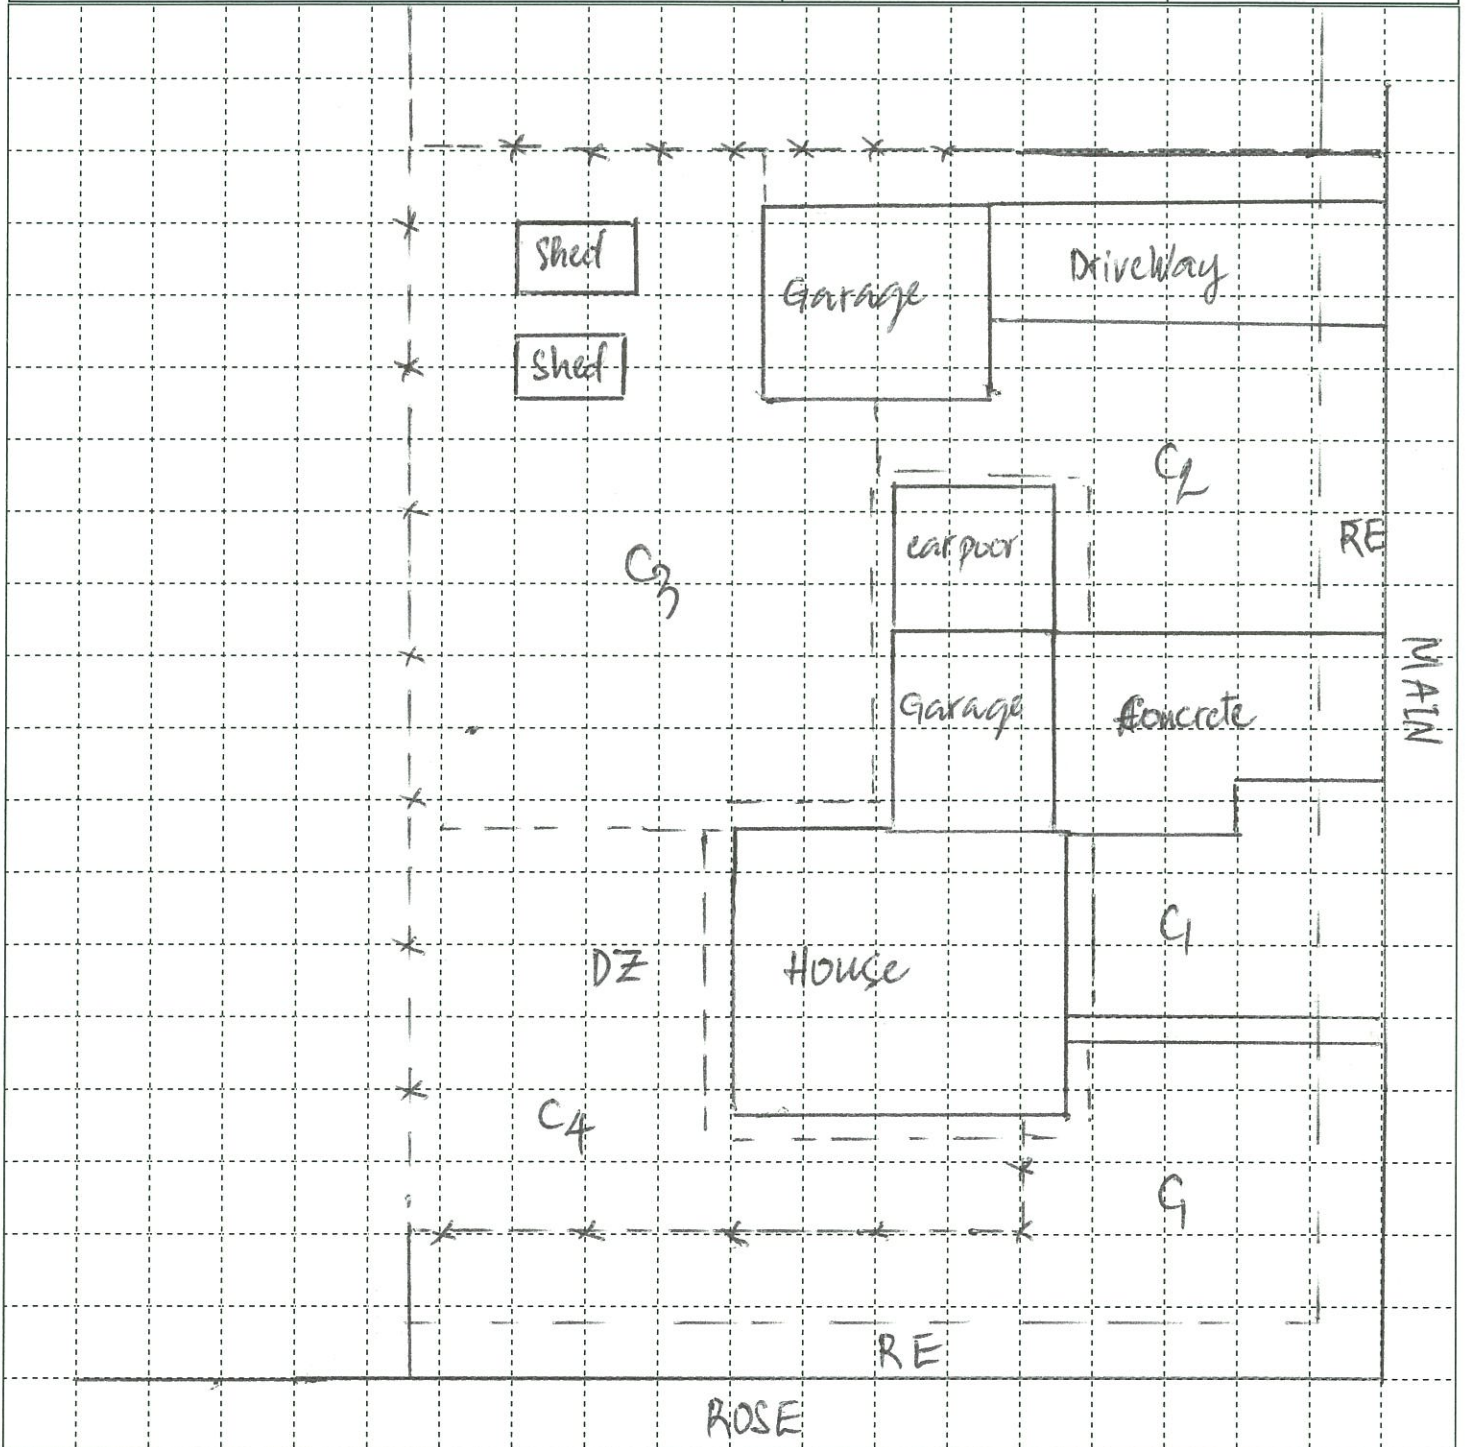 Shed
Garage
DriveWay
Shed
C2
RE
carpoor
C3
MAIN
Garage
Concrete
C1
DZ
House
C4
C1
RE
ROSE